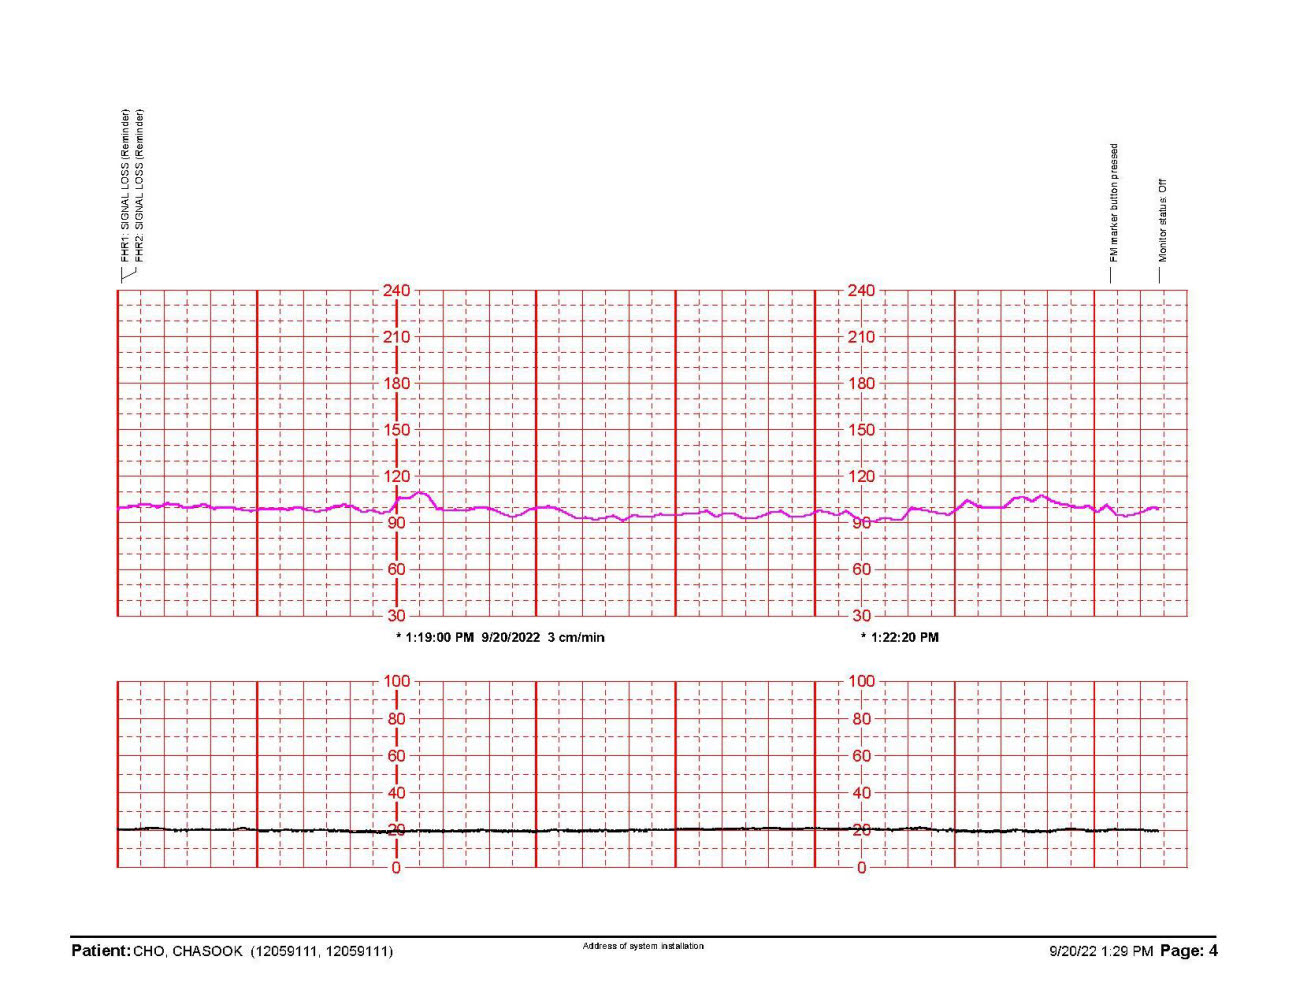 FHR1: SIGNAL LOSS (Reminder)
FHR2: SIGNAL LOSS (Reminder)
FM marker button pressed
Monitor status: Off
240 240
210 210
180 180
150 150
120 120
90 90
60 60
30 30
* 1:19:00 PM 9/20/2022 3 cm/min * 1:22:20 PM
100 100
80 80
60 60
40 40
20 20
0 0
Patient: CHO, CHASOOK (12059111, 12059111) Address of system installation 9/20/22 1:29 PM Page: 4